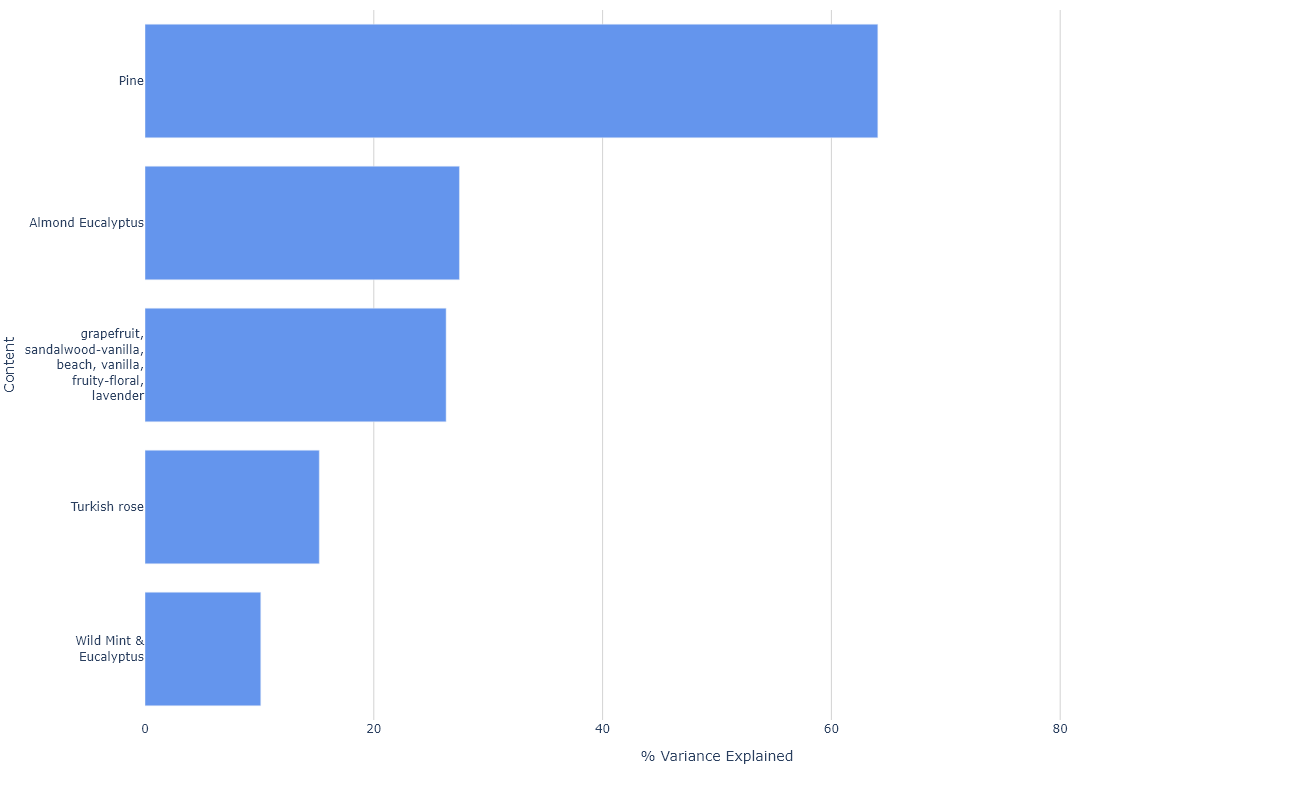 Pine
Almond Eucalyptus
Content
grapefruit,
sandalwood-vanilla,
beach, vanilla,
fruity-floral,
lavender
Turkish rose
Wild Mint &
Eucalyptus
0
20
40
60
80
% Variance Explained